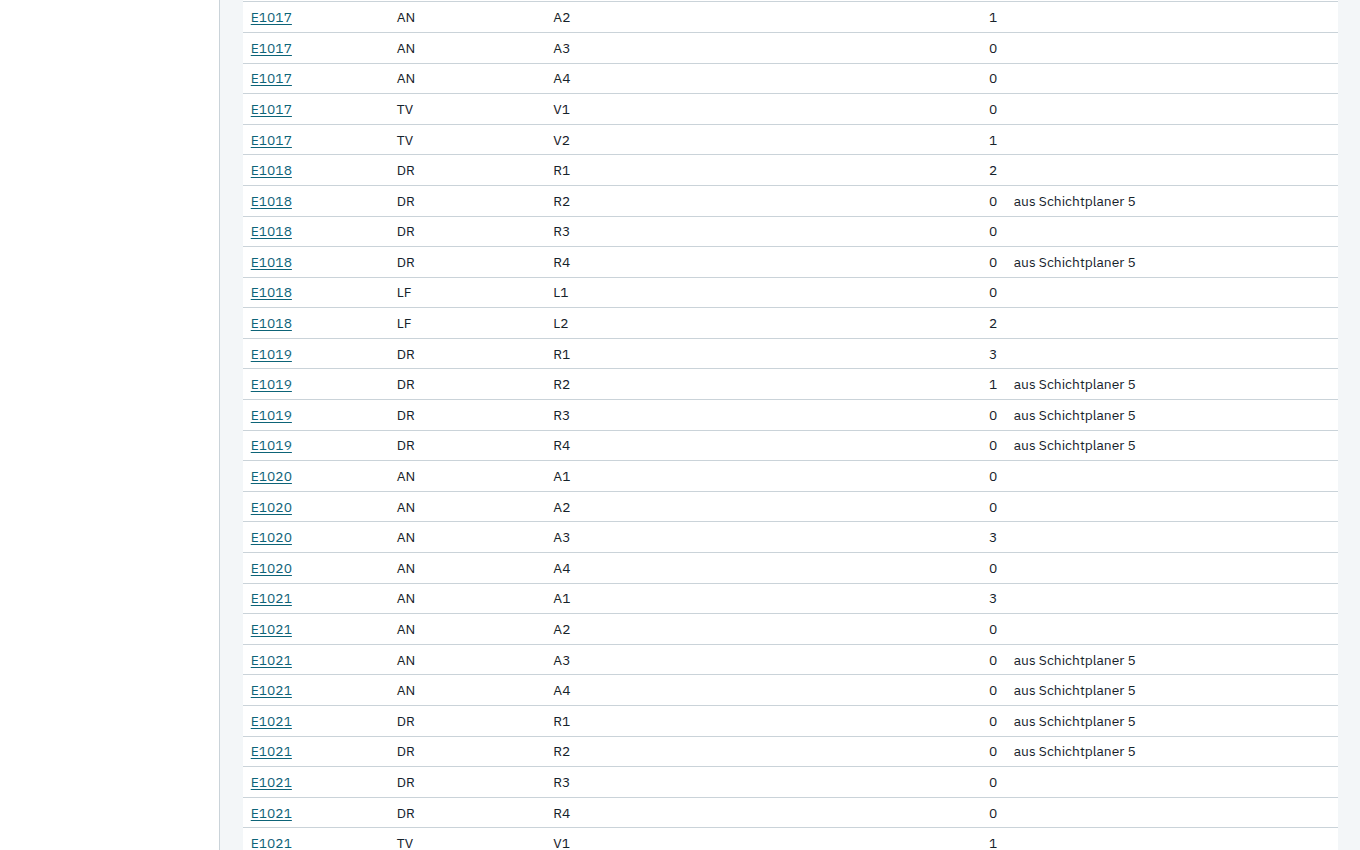 E1017 AN A2 1
E1017 AN A3 0
E1017 AN A4 0
E1017 TV V1 0
E1017 TV V2 1
E1018 DR R1 2
E1018 DR R2 0 aus Schichtplaner 5
E1018 DR R3 0
E1018 DR R4 0 aus Schichtplaner 5
E1018 LF L1 0
E1018 LF L2 2
E1019 DR R1 3
E1019 DR R2 1 aus Schichtplaner 5
E1019 DR R3 0 aus Schichtplaner 5
E1019 DR R4 0 aus Schichtplaner 5
E1020 AN A1 0
E1020 AN A2 0
E1020 AN A3 3
E1020 AN A4 0
E1021 AN A1 3
E1021 AN A2 0
E1021 AN A3 0 aus Schichtplaner 5
E1021 AN A4 0 aus Schichtplaner 5
E1021 DR R1 0 aus Schichtplaner 5
E1021 DR R2 0 aus Schichtplaner 5
E1021 DR R3 0
E1021 DR R4 0
E1021 TV V1 1